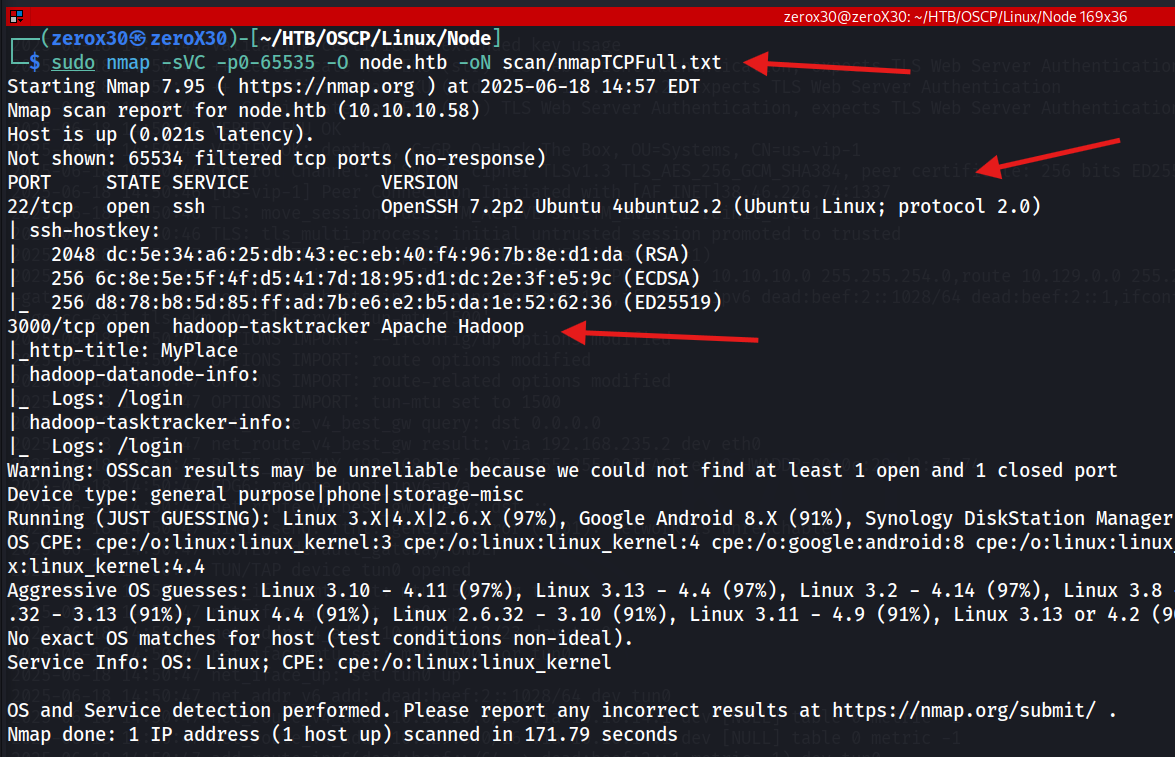 zerox30@zeroX30: ~/HTB/OSCP/Linux/Node 169x36
┌──(zerox30㉿zeroX30)-[~/HTB/OSCP/Linux/Node]
└─$ sudo nmap -sVC -p0-65535 -O node.htb -oN scan/nmapTCPFull.txt
Starting Nmap 7.95 ( https://nmap.org ) at 2025-06-18 14:57 EDT
Nmap scan report for node.htb (10.10.10.58)
Host is up (0.021s latency).
Not shown: 65534 filtered tcp ports (no-response)
PORT     STATE SERVICE            VERSION
22/tcp   open  ssh                OpenSSH 7.2p2 Ubuntu 4ubuntu2.2 (Ubuntu Linux; protocol 2.0)
| ssh-hostkey:
|   2048 dc:5e:34:a6:25:db:43:ec:eb:40:f4:96:7b:8e:d1:da (RSA)
|   256 6c:8e:5e:5f:4f:d5:41:7d:18:95:d1:dc:2e:3f:e5:9c (ECDSA)
|_  256 d8:78:b8:5d:85:ff:ad:7b:e6:e2:b5:da:1e:52:62:36 (ED25519)
3000/tcp open  hadoop-tasktracker Apache Hadoop
|_http-title: MyPlace
| hadoop-datanode-info:
|_  Logs: /login
| hadoop-tasktracker-info:
|_  Logs: /login
Warning: OSScan results may be unreliable because we could not find at least 1 open and 1 closed port
Device type: general purpose|phone|storage-misc
Running (JUST GUESSING): Linux 3.X|4.X|2.6.X (97%), Google Android 8.X (91%), Synology DiskStation Manager
OS CPE: cpe:/o:linux:linux_kernel:3 cpe:/o:linux:linux_kernel:4 cpe:/o:google:android:8 cpe:/o:linux:linux_
x:linux_kernel:4.4
Aggressive OS guesses: Linux 3.10 - 4.11 (97%), Linux 3.13 - 4.4 (97%), Linux 3.2 - 4.14 (97%), Linux 3.8 -
.32 - 3.13 (91%), Linux 4.4 (91%), Linux 2.6.32 - 3.10 (91%), Linux 3.11 - 4.9 (91%), Linux 3.13 or 4.2 (90
No exact OS matches for host (test conditions non-ideal).
Service Info: OS: Linux; CPE: cpe:/o:linux:linux_kernel
OS and Service detection performed. Please report any incorrect results at https://nmap.org/submit/ .
Nmap done: 1 IP address (1 host up) scanned in 171.79 seconds